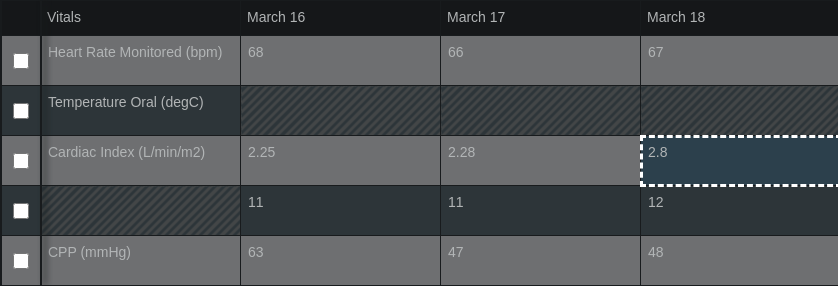 Vitals March 16 March 17 March 18
Heart Rate Monitored (bpm) 68 66 67
Temperature Oral (degC)
Cardiac Index (L/min/m2) 2.25 2.28 2.8
11 11 12
CPP (mmHg) 63 47 48